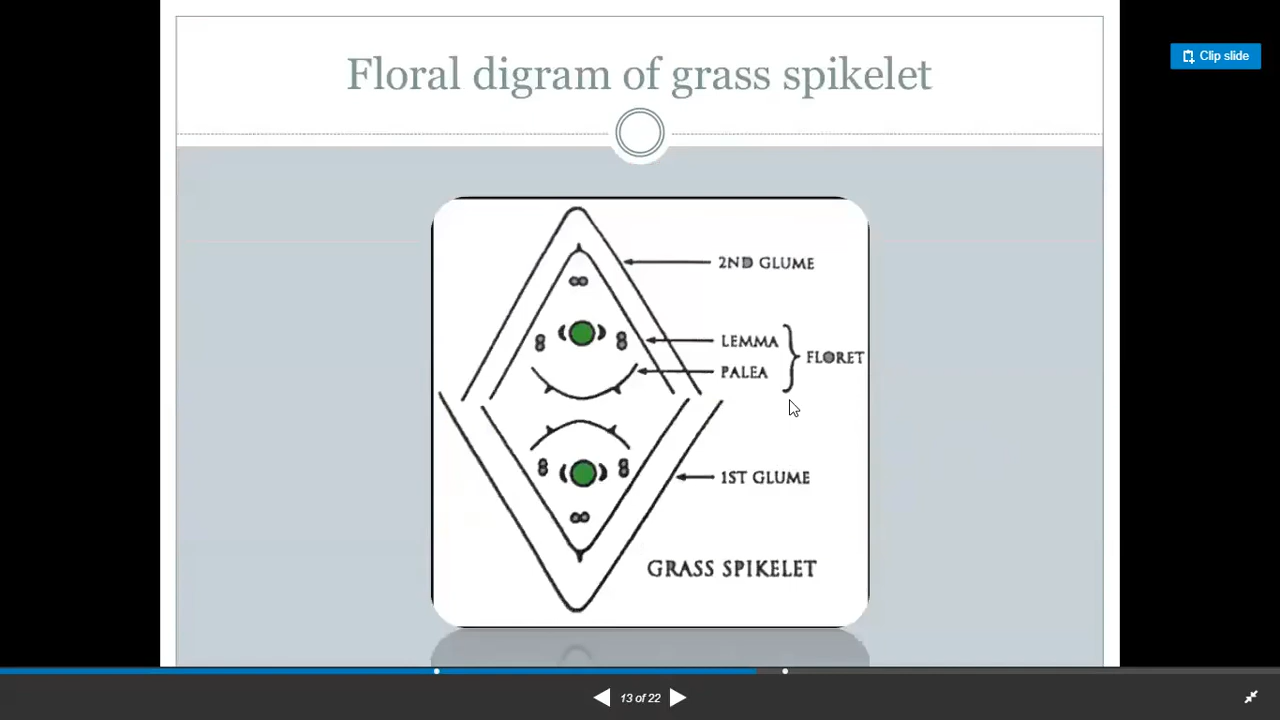 Clip slide
Floral digram of grass spikelet
2ND GLUME
LEMMA
PALEA
FLORET
1ST GLUME
GRASS SPIKELET
13 of 22